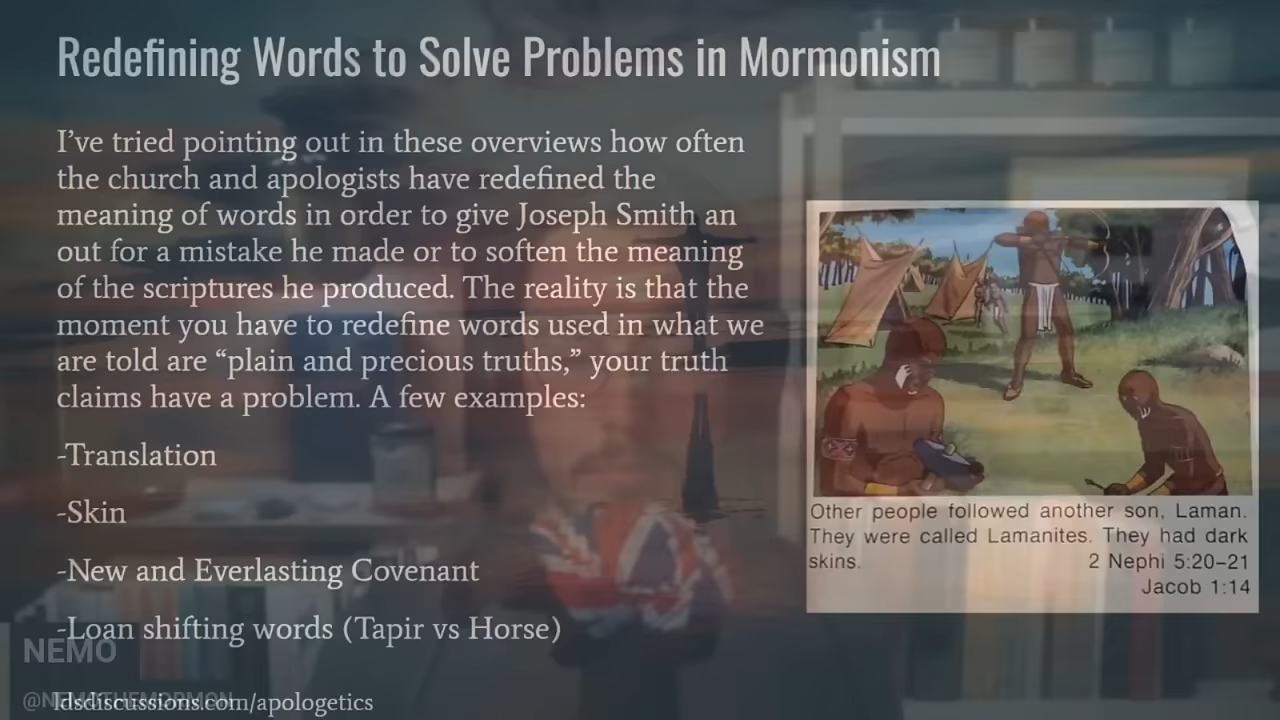 Redefining Words to Solve Problems in Mormonism
I’ve tried pointing out in these overviews how often
the church and apologists have redefined the
meaning of words in order to give Joseph Smith an
out for a mistake he made or to soften the meaning
of the scriptures he produced. The reality is that the
moment you have to redefine words used in what we
are told are “plain and precious truths,” your truth
claims have a problem. A few examples:
-Translation
-Skin
-New and Everlasting Covenant
-Loan shifting words (Tapir vs Horse)
Other people followed another son, Laman.
They were called Lamanites. They had dark
skins. 2 Nephi 5:20–21
Jacob 1:14
NEMO
@NEMOTHEMORMON
ldsdiscussions.com/apologetics